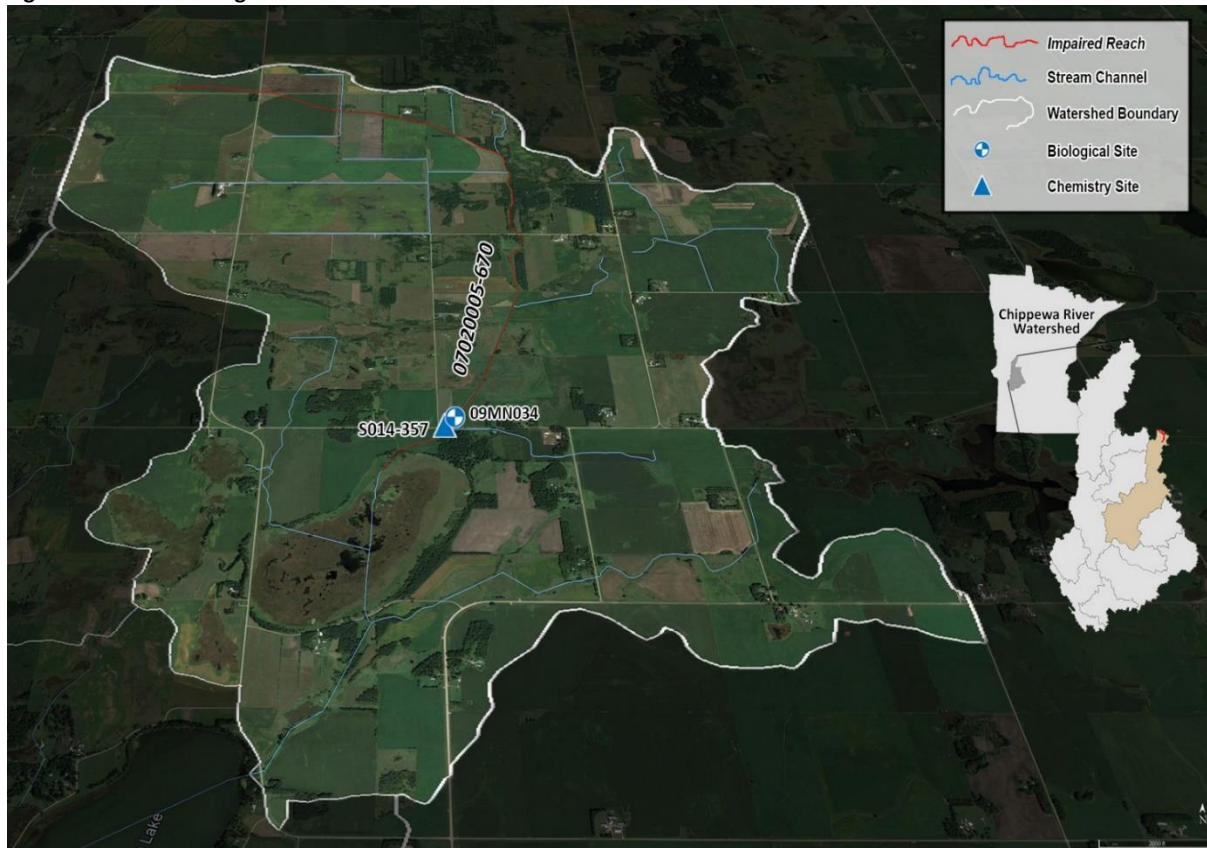 Impaired Reach
Stream Channel
Watershed Boundary
Biological Site
Chemistry Site
Chippewa River
Watershed
07020005-670
09MN034
S014-357
Lake
N